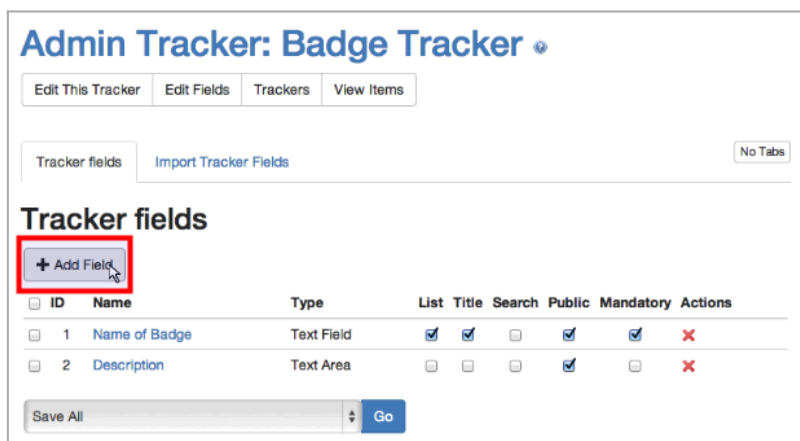 Admin Tracker: Badge Tracker
Edit This Tracker Edit Fields Trackers View Items
No Tabs
Tracker fields Import Tracker Fields
Tracker fields
+ Add Field
ID Name Type List Title Search Public Mandatory Actions
1 Name of Badge Text Field
2 Description Text Area
Save All Go